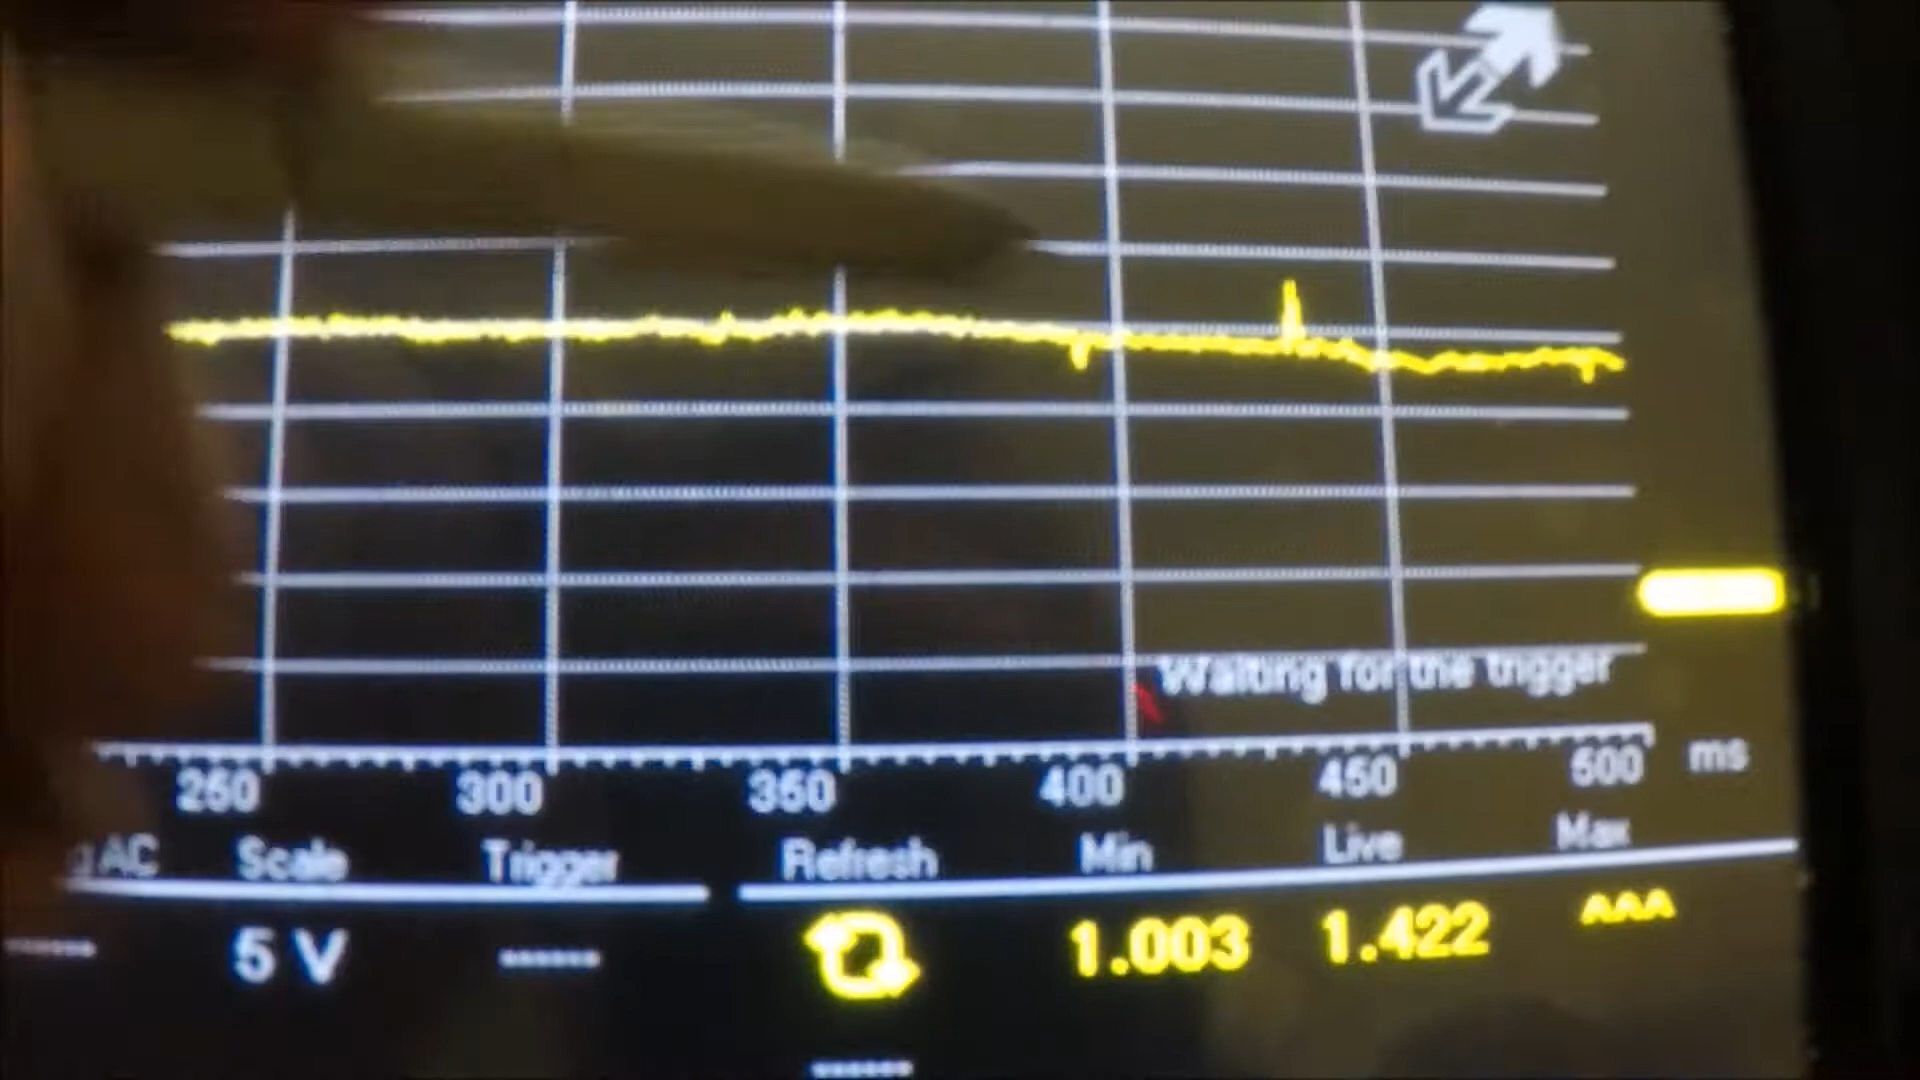 Waiting for the trigger
250 300 350 400 450 500 ms
AC Scale Trigger Refresh Min Live Max
5 V 1.003 1.422